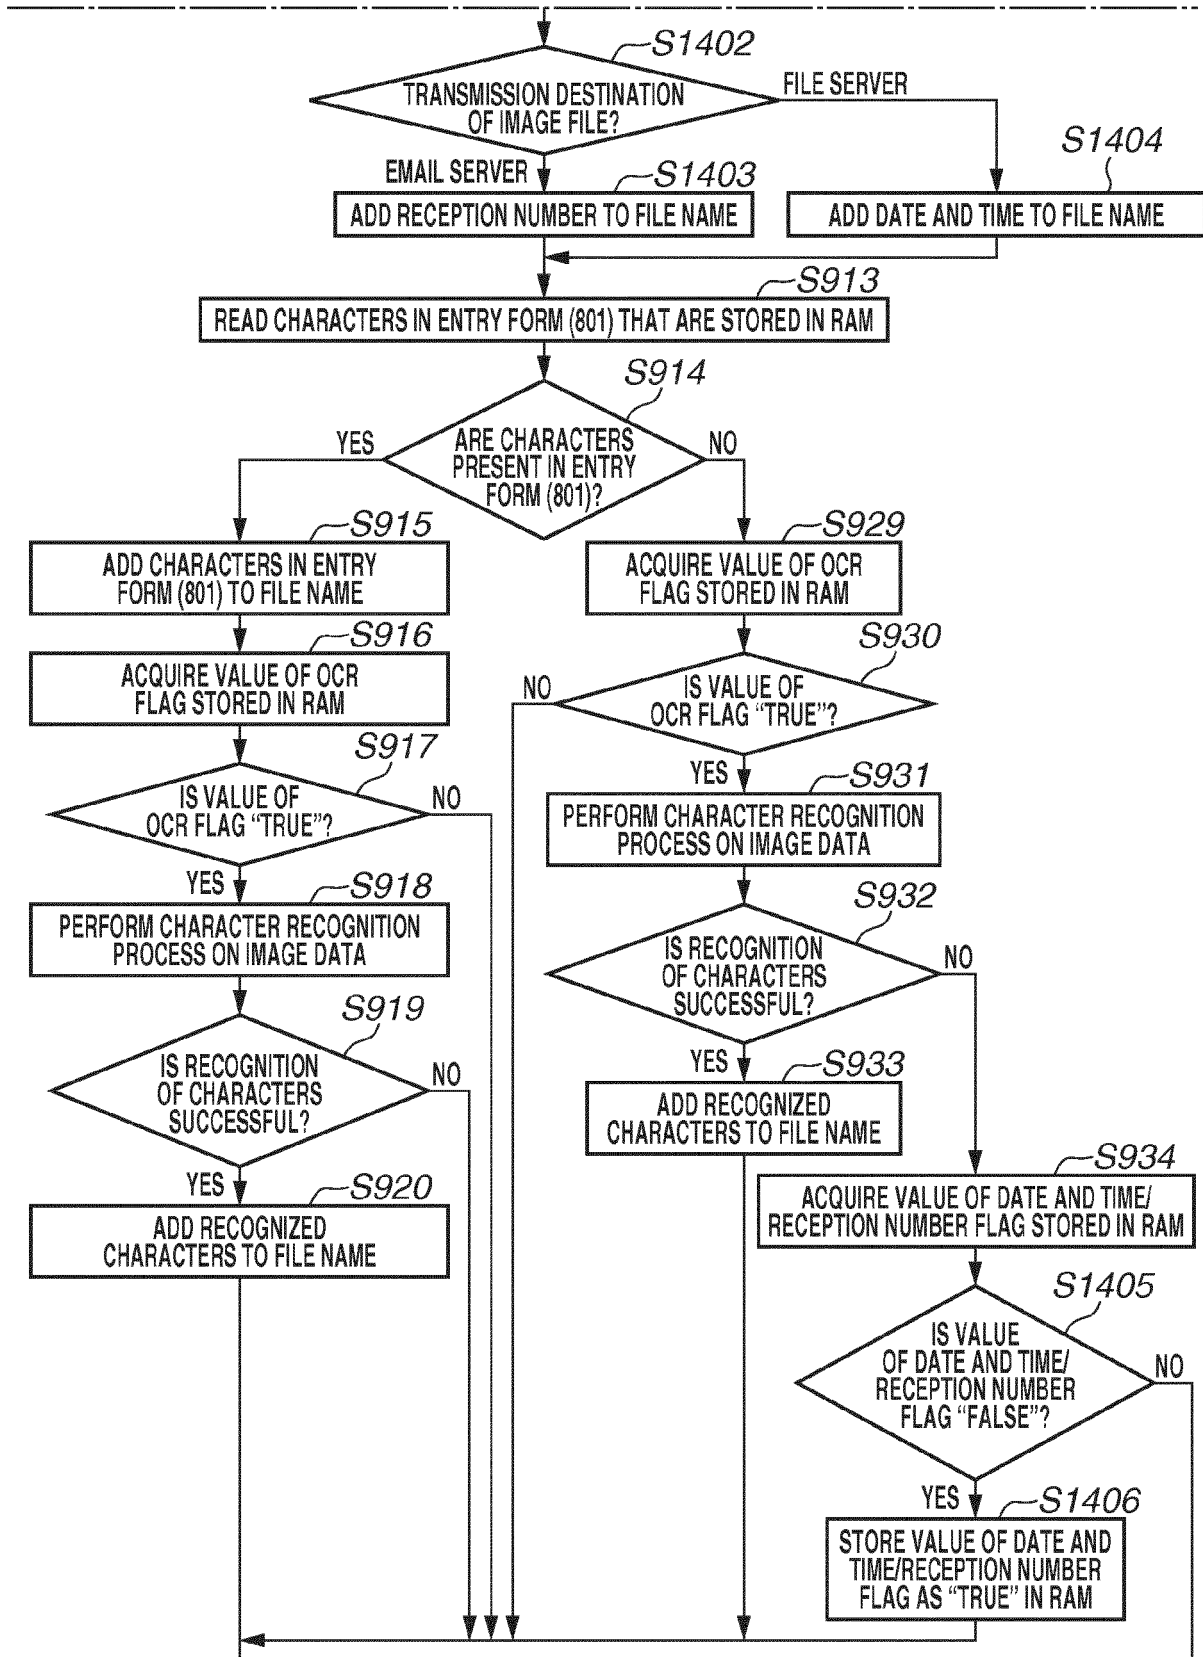 S1402
TRANSMISSION DESTINATION
OF IMAGE FILE?
FILE SERVER
EMAIL SERVER
S1403
ADD RECEPTION NUMBER TO FILE NAME
S1404
ADD DATE AND TIME TO FILE NAME
S913
READ CHARACTERS IN ENTRY FORM (801) THAT ARE STORED IN RAM
S914
ARE CHARACTERS
PRESENT IN ENTRY
FORM (801)?
YES
NO
S915
ADD CHARACTERS IN ENTRY
FORM (801) TO FILE NAME
S916
ACQUIRE VALUE OF OCR
FLAG STORED IN RAM
S917
IS VALUE OF
OCR FLAG “TRUE”?
NO
YES
S918
PERFORM CHARACTER RECOGNITION
PROCESS ON IMAGE DATA
S919
IS RECOGNITION
OF CHARACTERS
SUCCESSFUL?
NO
YES
S920
ADD RECOGNIZED
CHARACTERS TO FILE NAME
S929
ACQUIRE VALUE OF OCR
FLAG STORED IN RAM
S930
IS VALUE OF
OCR FLAG “TRUE”?
NO
YES
S931
PERFORM CHARACTER RECOGNITION
PROCESS ON IMAGE DATA
S932
IS RECOGNITION
OF CHARACTERS
SUCCESSFUL?
NO
YES
S933
ADD RECOGNIZED
CHARACTERS TO FILE NAME
S934
ACQUIRE VALUE OF DATE AND TIME/
RECEPTION NUMBER FLAG STORED IN RAM
S1405
IS VALUE
OF DATE AND TIME/
RECEPTION NUMBER
FLAG “FALSE”?
NO
YES
S1406
STORE VALUE OF DATE AND
TIME/RECEPTION NUMBER
FLAG AS “TRUE” IN RAM